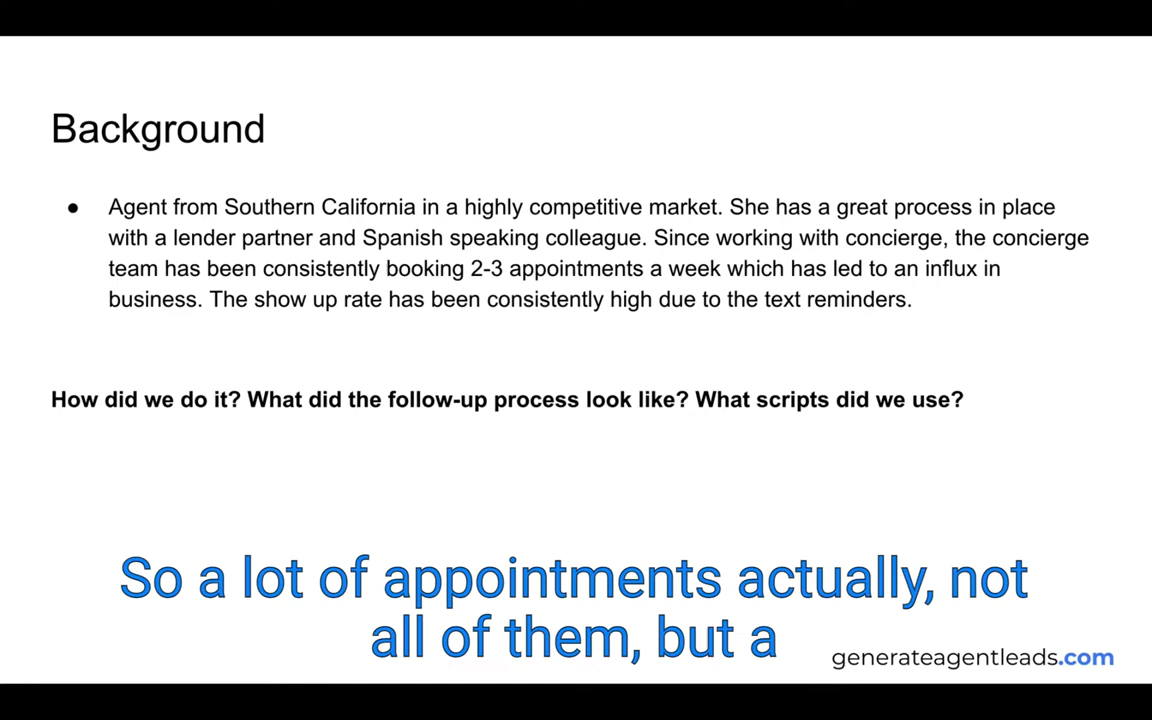 Background
● Agent from Southern California in a highly competitive market. She has a great process in place
with a lender partner and Spanish speaking colleague. Since working with concierge, the concierge
team has been consistently booking 2-3 appointments a week which has led to an influx in
business. The show up rate has been consistently high due to the text reminders.
How did we do it? What did the follow-up process look like? What scripts did we use?
So a lot of appointments actually, not
all of them, but a
generateagentleads.com